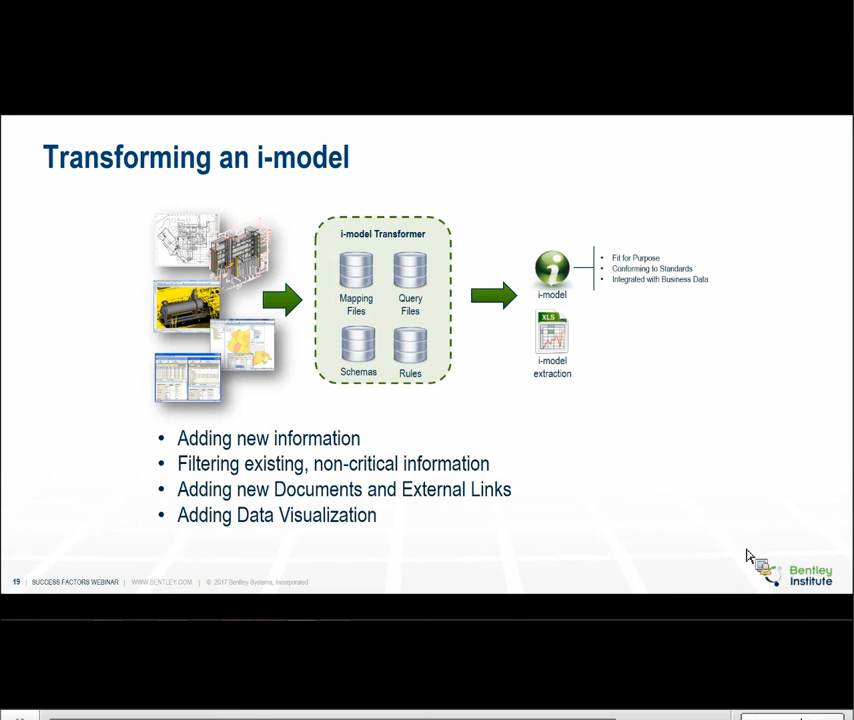 Transforming an i-model
i-model Transformer
Mapping
Files
Query
Files
Schemas
Rules
i-model
• Fit for Purpose
• Conforming to Standards
• Integrated with Business Data
XLS
i-model
extraction
• Adding new information
• Filtering existing, non-critical information
• Adding new Documents and External Links
• Adding Data Visualization
19 | SUCCESS FACTORS WEBINAR | WWW.BENTLEY.COM | © 2017 Bentley Systems, Incorporated
Bentley
Institute